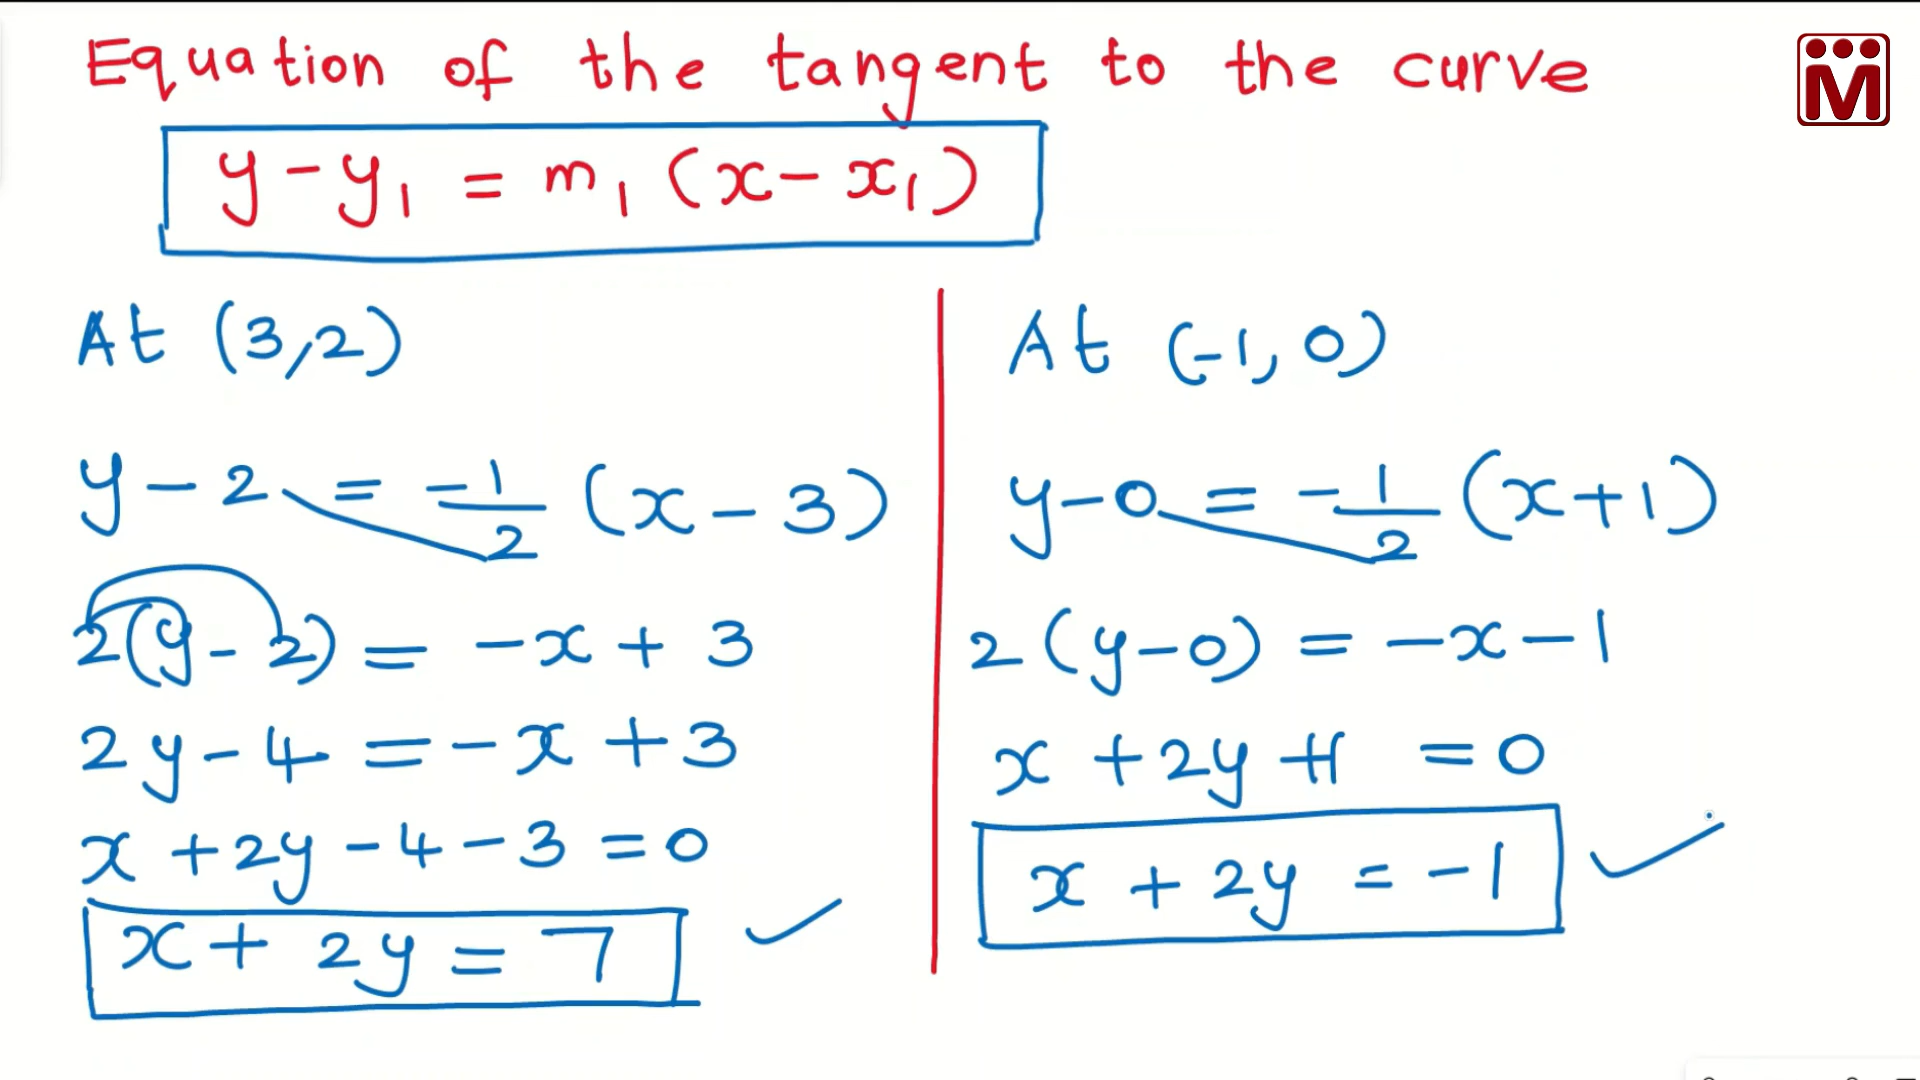 Equation of the tangent to the curve
y - y₁ = m₁ (x - x₁)
At (3,2)
y - 2 = -1/2 (x - 3)
2(y - 2) = -x + 3
2y - 4 = -x + 3
x + 2y - 4 - 3 = 0
x + 2y = 7
At (-1, 0)
y - 0 = -1/2 (x + 1)
2(y - 0) = -x - 1
x + 2y + 1 = 0
x + 2y = -1
M